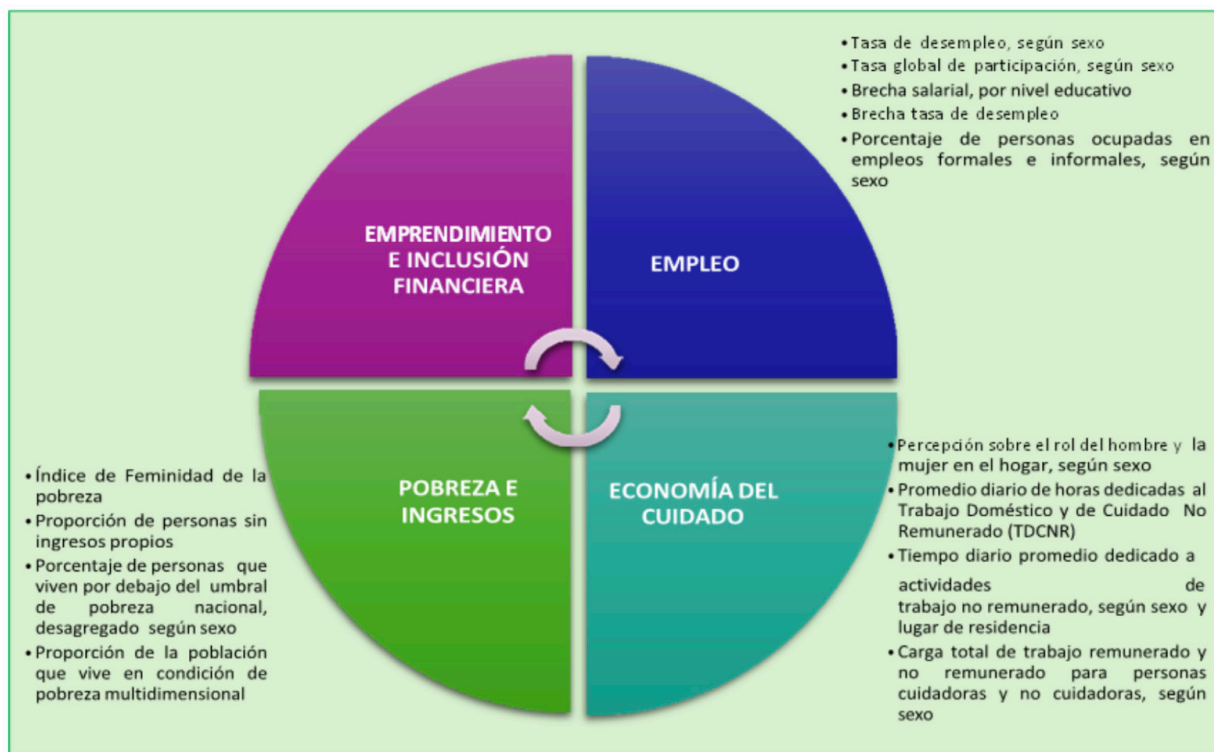 • Tasa de desempleo, según sexo
• Tasa global de participación, según sexo
• Brecha salarial, por nivel educativo
• Brecha tasa de desempleo
• Porcentaje de personas ocupadas en
empleos formales e informales, según
sexo
EMPRENDIMIENTO
E INCLUSIÓN
FINANCIERA
EMPLEO
POBREZA E
INGRESOS
ECONOMÍA DEL
CUIDADO
• Índice de Feminidad de la
pobreza
• Proporción de personas sin
ingresos propios
• Porcentaje de personas que
viven por debajo del umbral
de pobreza nacional,
desagregado según sexo
• Proporción de la población
que vive en condición de
pobreza multidimensional
• Percepción sobre el rol del hombre y la
mujer en el hogar, según sexo
• Promedio diario de horas dedicadas al
Trabajo Doméstico y de Cuidado No
Remunerado (TDCNR)
• Tiempo diario promedio dedicado a
actividades de
trabajo no remunerado, según sexo y
lugar de residencia
• Carga total de trabajo remunerado y
no remunerado para personas
cuidadoras y no cuidadoras, según
sexo